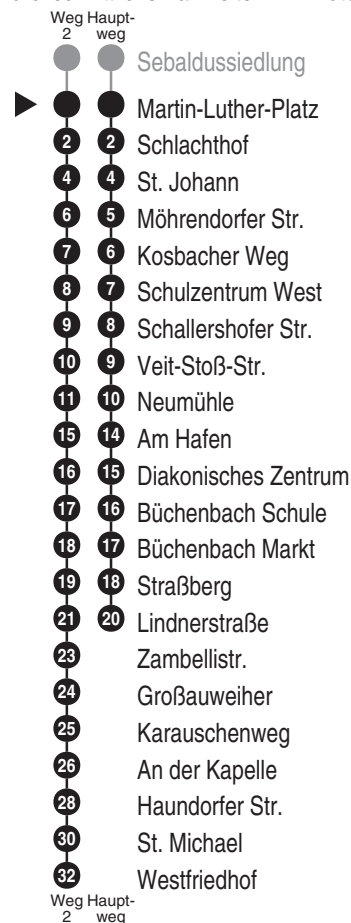 Weg Haupt-
2 weg
Sebaldussiedlung
Martin-Luther-Platz
2 2 Schlachthof
4 4 St. Johann
6 5 Möhrendorfer Str.
7 6 Kosbacher Weg
8 7 Schulzentrum West
9 8 Schallershofer Str.
10 9 Veit-Stoß-Str.
11 10 Neumühle
15 14 Am Hafen
16 15 Diakonisches Zentrum
17 16 Büchenbach Schule
18 17 Büchenbach Markt
19 18 Straßberg
21 20 Lindnerstraße
23 Zambellistr.
24 Großauweiher
25 Karauschenweg
26 An der Kapelle
28 Haundorfer Str.
30 St. Michael
32 Westfriedhof
Weg Haupt-
2 weg